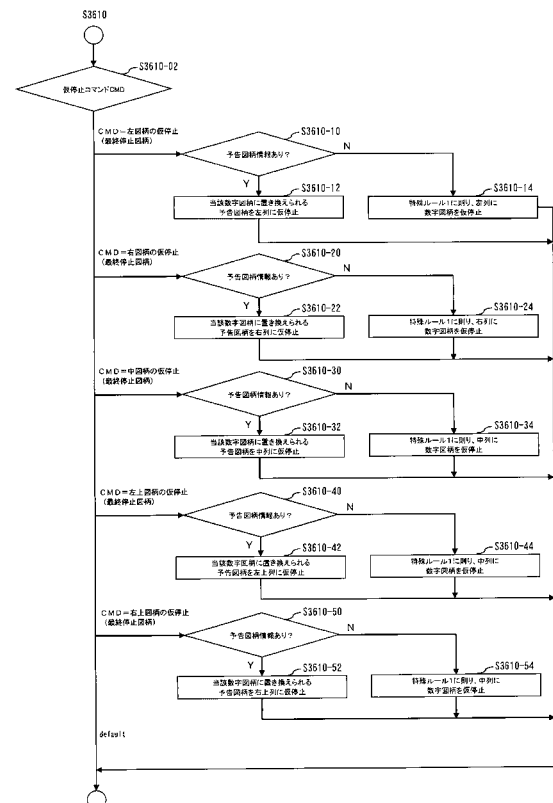 S3610
S3610-02
仮停止コマンドCMD
CMD=左図柄の仮停止
(最終停止図柄)
S3610-10
予告図柄情報あり?
N
Y
S3610-12
当該数字図柄に置き換えられる
予告図柄を左列に仮停止
S3610-14
特殊ルール1に則り、左列に
数字図柄を仮停止
CMD=右図柄の仮停止
(最終停止図柄)
S3610-20
予告図柄情報あり?
N
Y
S3610-22
当該数字図柄に置き換えられる
予告図柄を右列に仮停止
S3610-24
特殊ルール1に則り、右列に
数字図柄を仮停止
CMD=中図柄の仮停止
(最終停止図柄)
S3610-30
予告図柄情報あり?
N
Y
S3610-32
当該数字図柄に置き換えられる
予告図柄を中列に仮停止
S3610-34
特殊ルール1に則り、中列に
数字図柄を仮停止
CMD=左上図柄の仮停止
(最終停止図柄)
S3610-40
予告図柄情報あり?
N
Y
S3610-42
当該数字図柄に置き換えられる
予告図柄を左上列に仮停止
S3610-44
特殊ルール1に則り、中列に
数字図柄を仮停止
CMD=右上図柄の仮停止
(最終停止図柄)
S3610-50
予告図柄情報あり?
N
Y
S3610-52
当該数字図柄に置き換えられる
予告図柄を右上列に仮停止
S3610-54
特殊ルール1に則り、中列に
数字図柄を仮停止
default